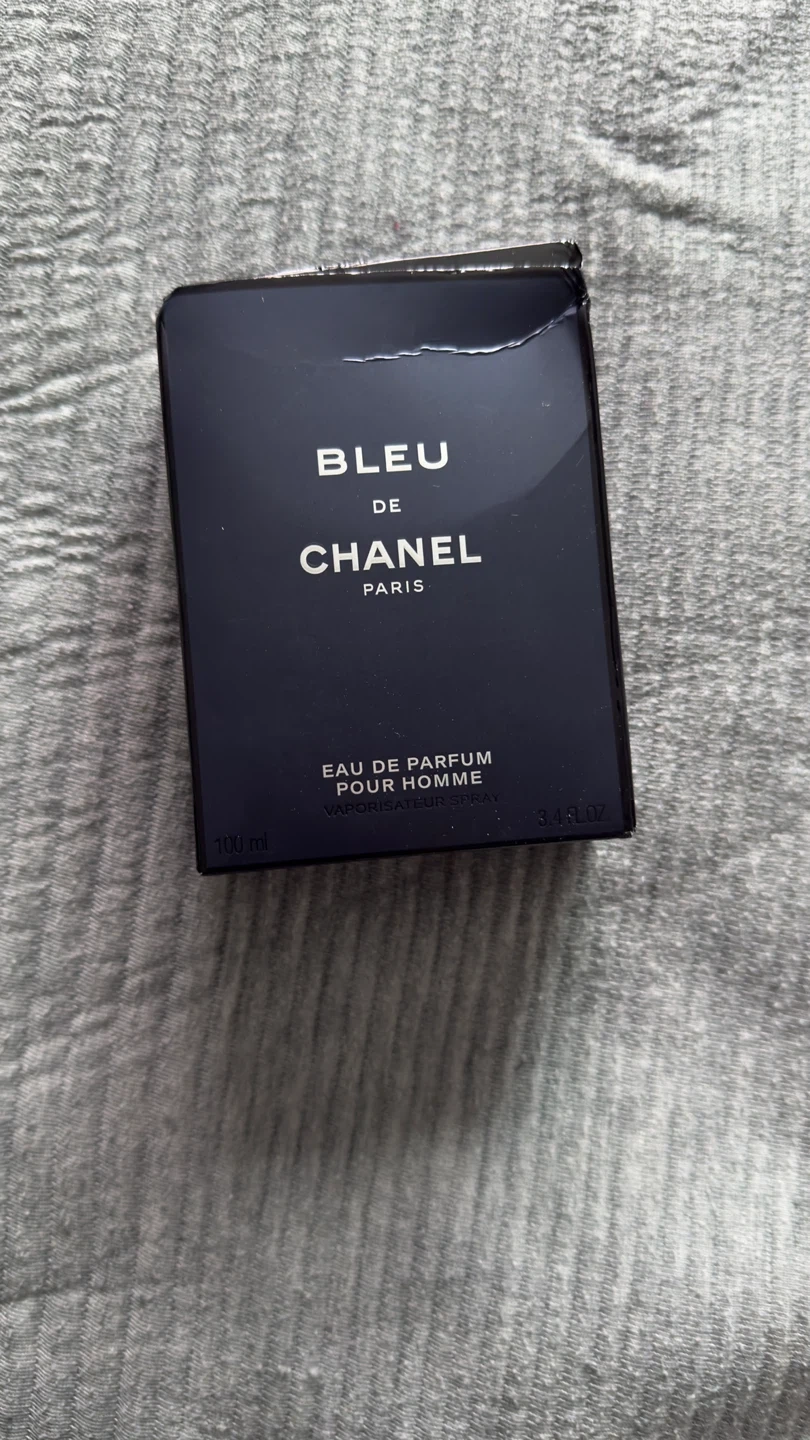 BLEU
DE
CHANEL
PARIS
EAU DE PARFUM
POUR HOMME
VAPORISATEUR SPRAY
100 ml
3.4 FL.OZ.